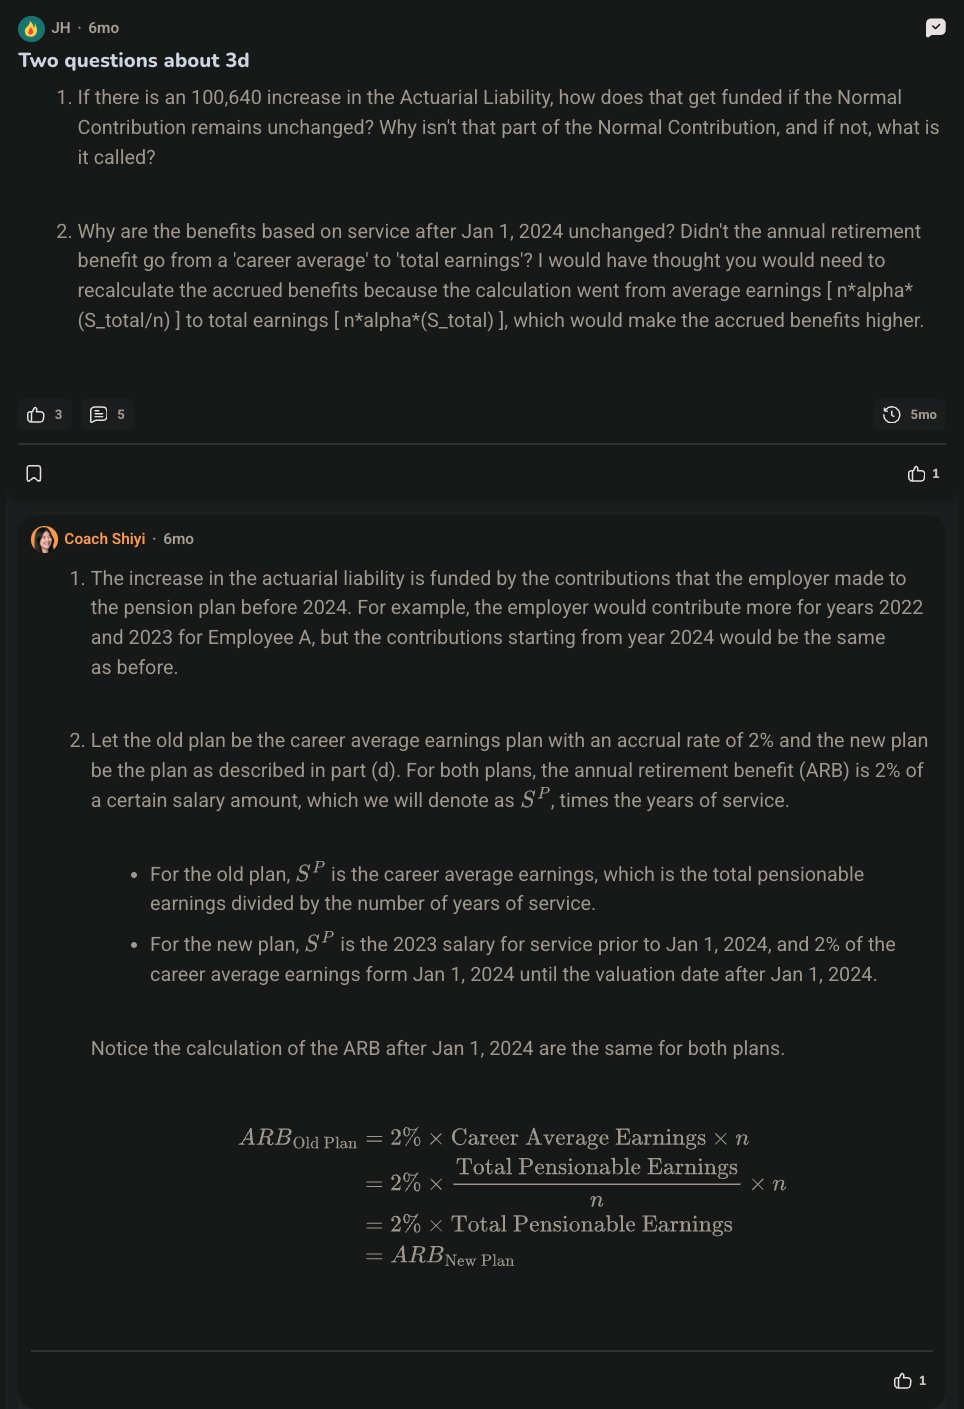 JH · 6mo
Two questions about 3d
1. If there is an 100,640 increase in the Actuarial Liability, how does that get funded if the Normal
Contribution remains unchanged? Why isn't that part of the Normal Contribution, and if not, what is
it called?
2. Why are the benefits based on service after Jan 1, 2024 unchanged? Didn't the annual retirement
benefit go from a 'career average' to 'total earnings'? I would have thought you would need to
recalculate the accrued benefits because the calculation went from average earnings [ n*alpha*
(S_total/n) ] to total earnings [ n*alpha*(S_total) ], which would make the accrued benefits higher.
3 5 5mo
1
Coach Shiyi · 6mo
1. The increase in the actuarial liability is funded by the contributions that the employer made to
the pension plan before 2024. For example, the employer would contribute more for years 2022
and 2023 for Employee A, but the contributions starting from year 2024 would be the same
as before.
2. Let the old plan be the career average earnings plan with an accrual rate of 2% and the new plan
be the plan as described in part (d). For both plans, the annual retirement benefit (ARB) is 2% of
a certain salary amount, which we will denote as S^P, times the years of service.
• For the old plan, S^P is the career average earnings, which is the total pensionable
earnings divided by the number of years of service.
• For the new plan, S^P is the 2023 salary for service prior to Jan 1, 2024, and 2% of the
career average earnings form Jan 1, 2024 until the valuation date after Jan 1, 2024.
Notice the calculation of the ARB after Jan 1, 2024 are the same for both plans.
ARB_Old Plan = 2% × Career Average Earnings × n
= 2% × Total Pensionable Earnings / n × n
= 2% × Total Pensionable Earnings
= ARB_New Plan
1